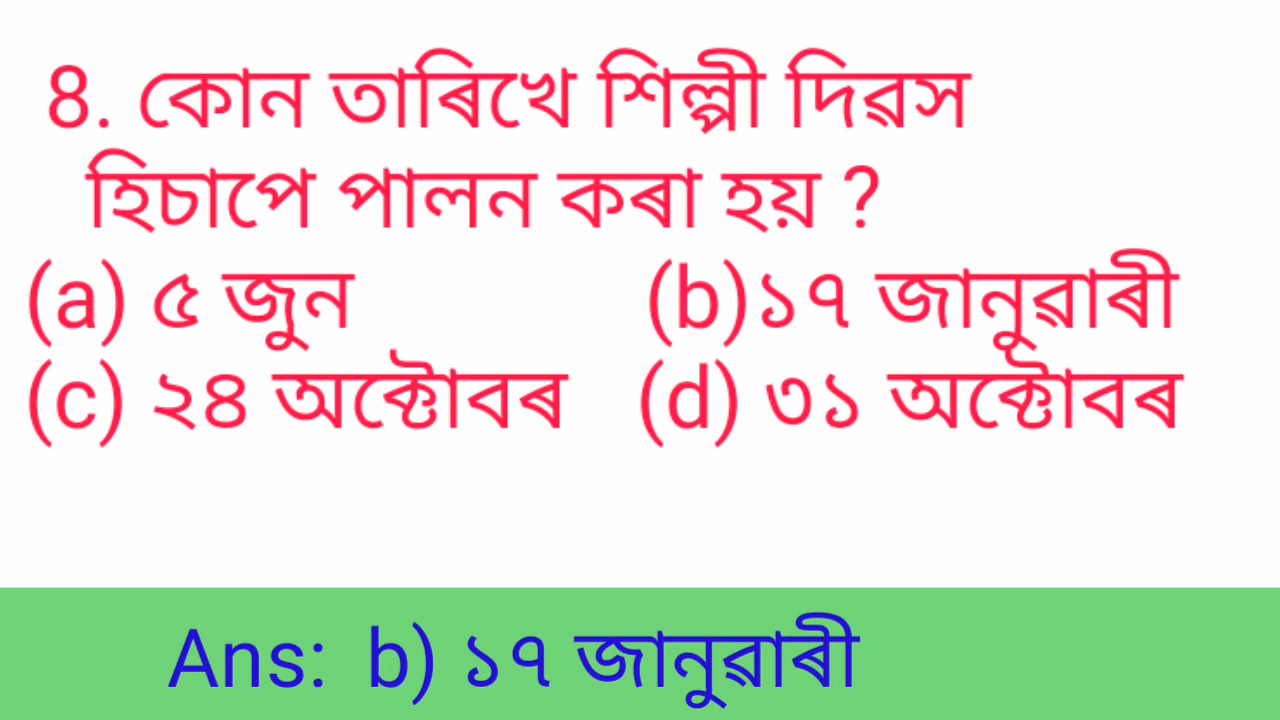 8. কোন তাৰিখে শিল্পী দিৱস
হিচাপে পালন কৰা হয় ?
(a) ৫ জুন (b)১৭ জানুৱাৰী
(c) ২৪ অক্টোবৰ (d) ৩১ অক্টোবৰ
Ans: b) ১৭ জানুৱাৰী